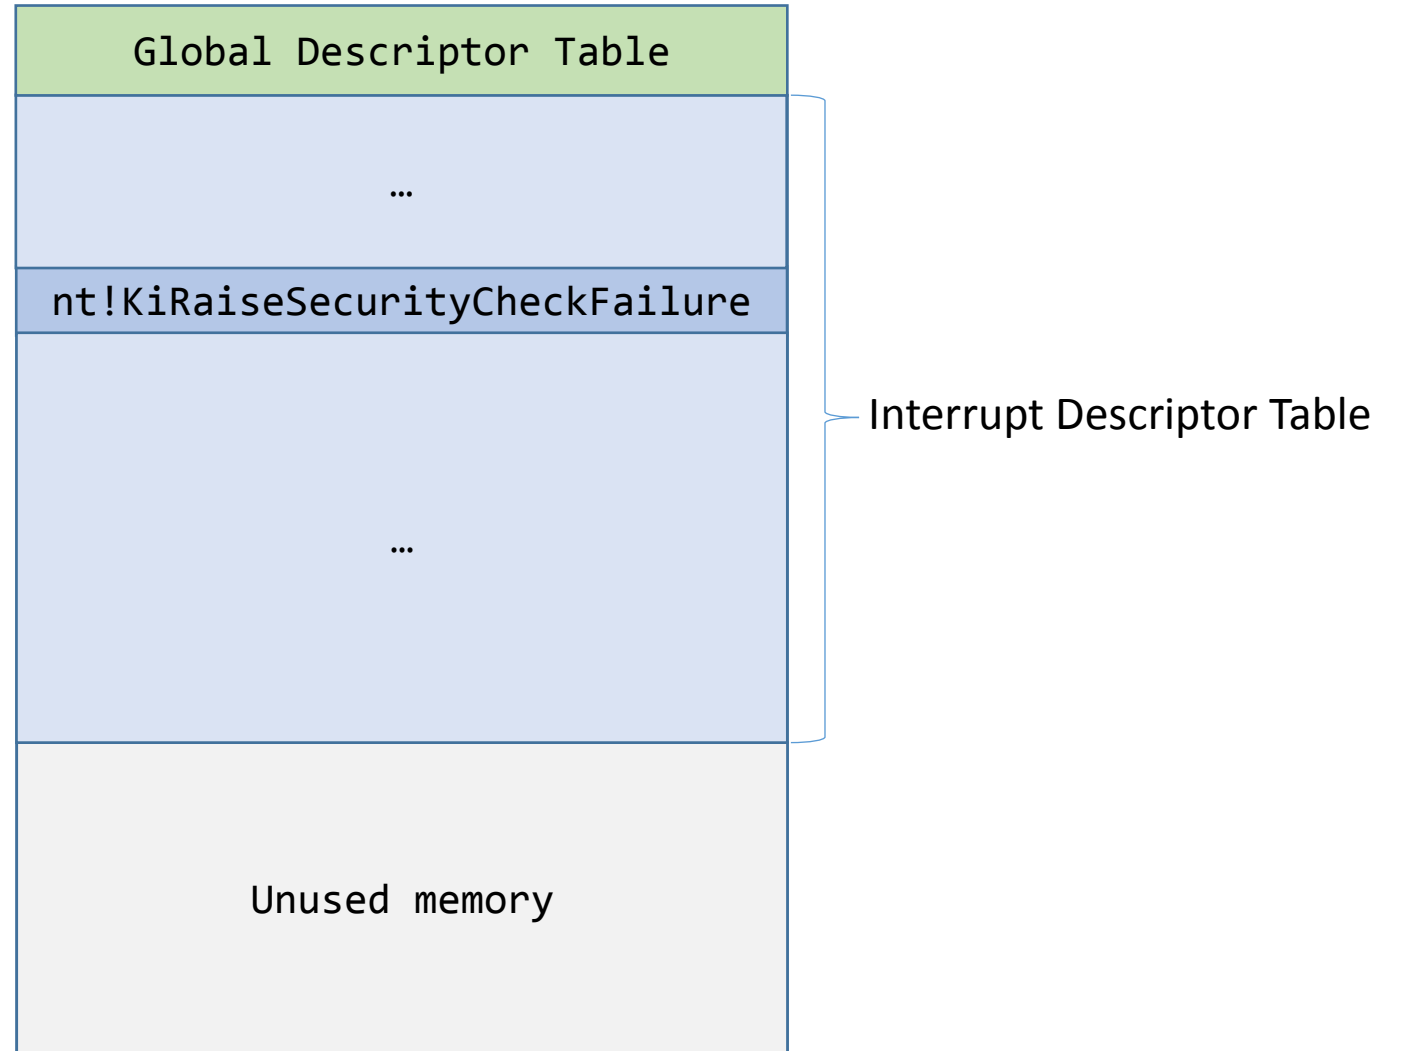 Global Descriptor Table
…
nt!KiRaiseSecurityCheckFailure
Interrupt Descriptor Table
…
Unused memory